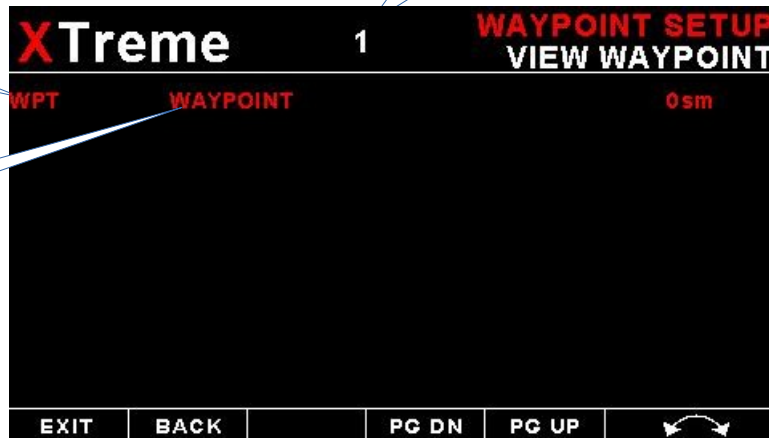 XTreme
1
WAYPOINT SETUP
VIEW WAYPOINT
WPT WAYPOINT 0sm
EXIT BACK PG DN PG UP